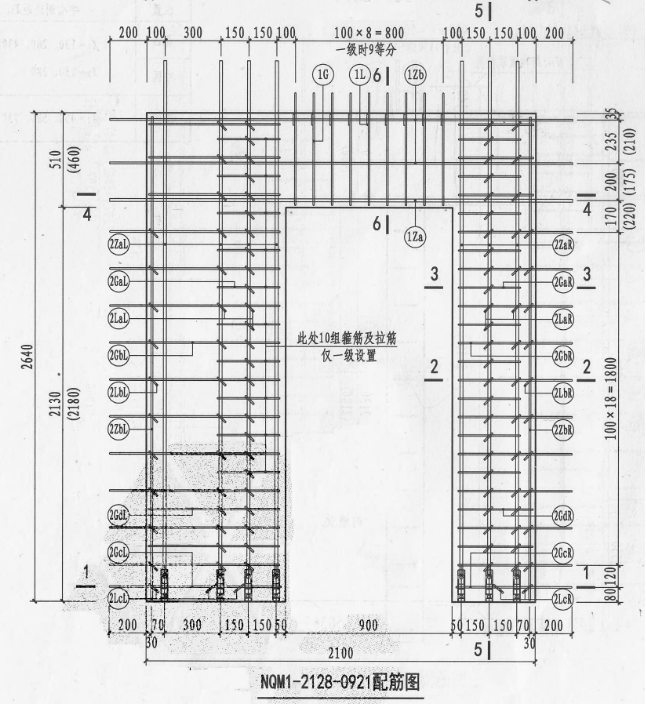 5
200 100 300 150 150 100×8=800 100 150 150 100 200
一级时9等分
1G 1L 6 1Zb
35
235 (210)
510 (460)
200 (175)
4 4
170 (220)
6 1Za
2ZaL 2ZaR
2GaL 3 3 2GaR
2LaL 2LaR
此处10组箍筋及拉筋
仅一级设置
2GbL 2GbR
2 2
2LbL 2LbR
2640
2130 (2180)
100×18=1800
2ZbL 2ZbR
2GdL 2GdR
2GcL 2GcR
1 1
120
2LcL 2LcR
80
200 70 300 150 150 50 900 50 150 150 70 200
30 30
2100
5
NQM1-2128-0921配筋图